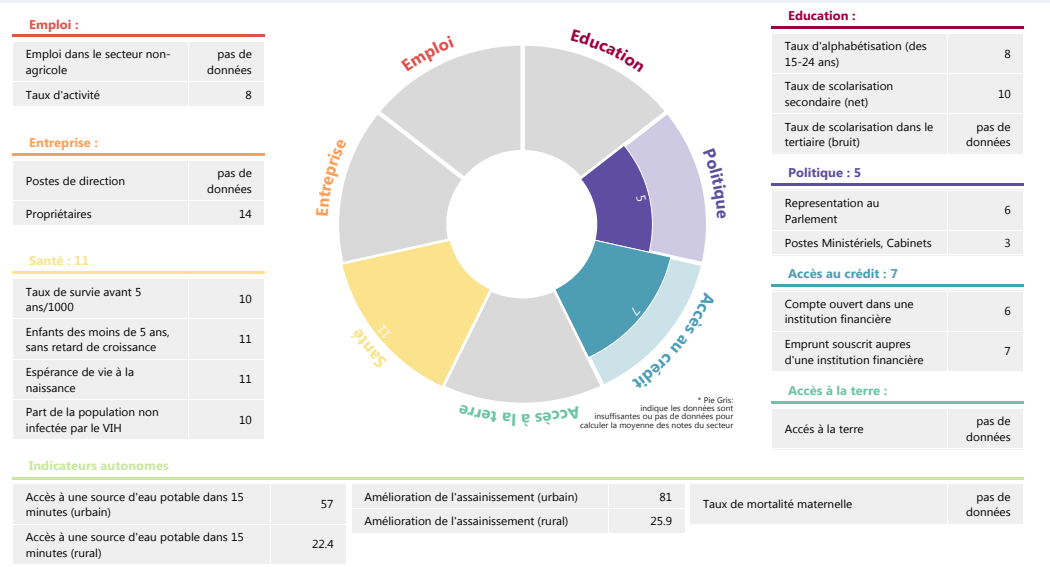 Emploi :
Emploi dans le secteur non-
agricole
pas de
données
Taux d'activité 8
Entreprise :
Postes de direction
pas de
données
Propriétaires 14
Santé : 11
Taux de survie avant 5
ans/1000
10
Enfants des moins de 5 ans,
sans retard de croissance
11
Espérance de vie à la
naissance
11
Part de la population non
infectée par le VIH
10
Emploi
Education
Entreprise
Politique
5
Santé
11
Accès au crédit
7
Accès à la terre
* Pie Gris:
indique les données sont
insuffisantes ou pas de données pour
calculer la moyenne des notes du secteur
Education :
Taux d'alphabétisation (des
15-24 ans)
8
Taux de scolarisation
secondaire (net)
10
Taux de scolarisation dans le
tertiaire (bruit)
pas de
données
Politique : 5
Representation au
Parlement
6
Postes Ministériels, Cabinets 3
Accès au crédit : 7
Compte ouvert dans une
institution financière
6
Emprunt souscrit aupres
d'une institution financière
7
Accès à la terre :
Accés á la terre
pas de
données
Indicateurs autonomes
Accès à une source d'eau potable dans 15
minutes (urbain)
57
Accès à une source d'eau potable dans 15
minutes (rural)
22.4
Amélioration de l'assainissement (urbain) 81
Amélioration de l'assainissement (rural) 25.9
Taux de mortalité maternelle
pas de
données